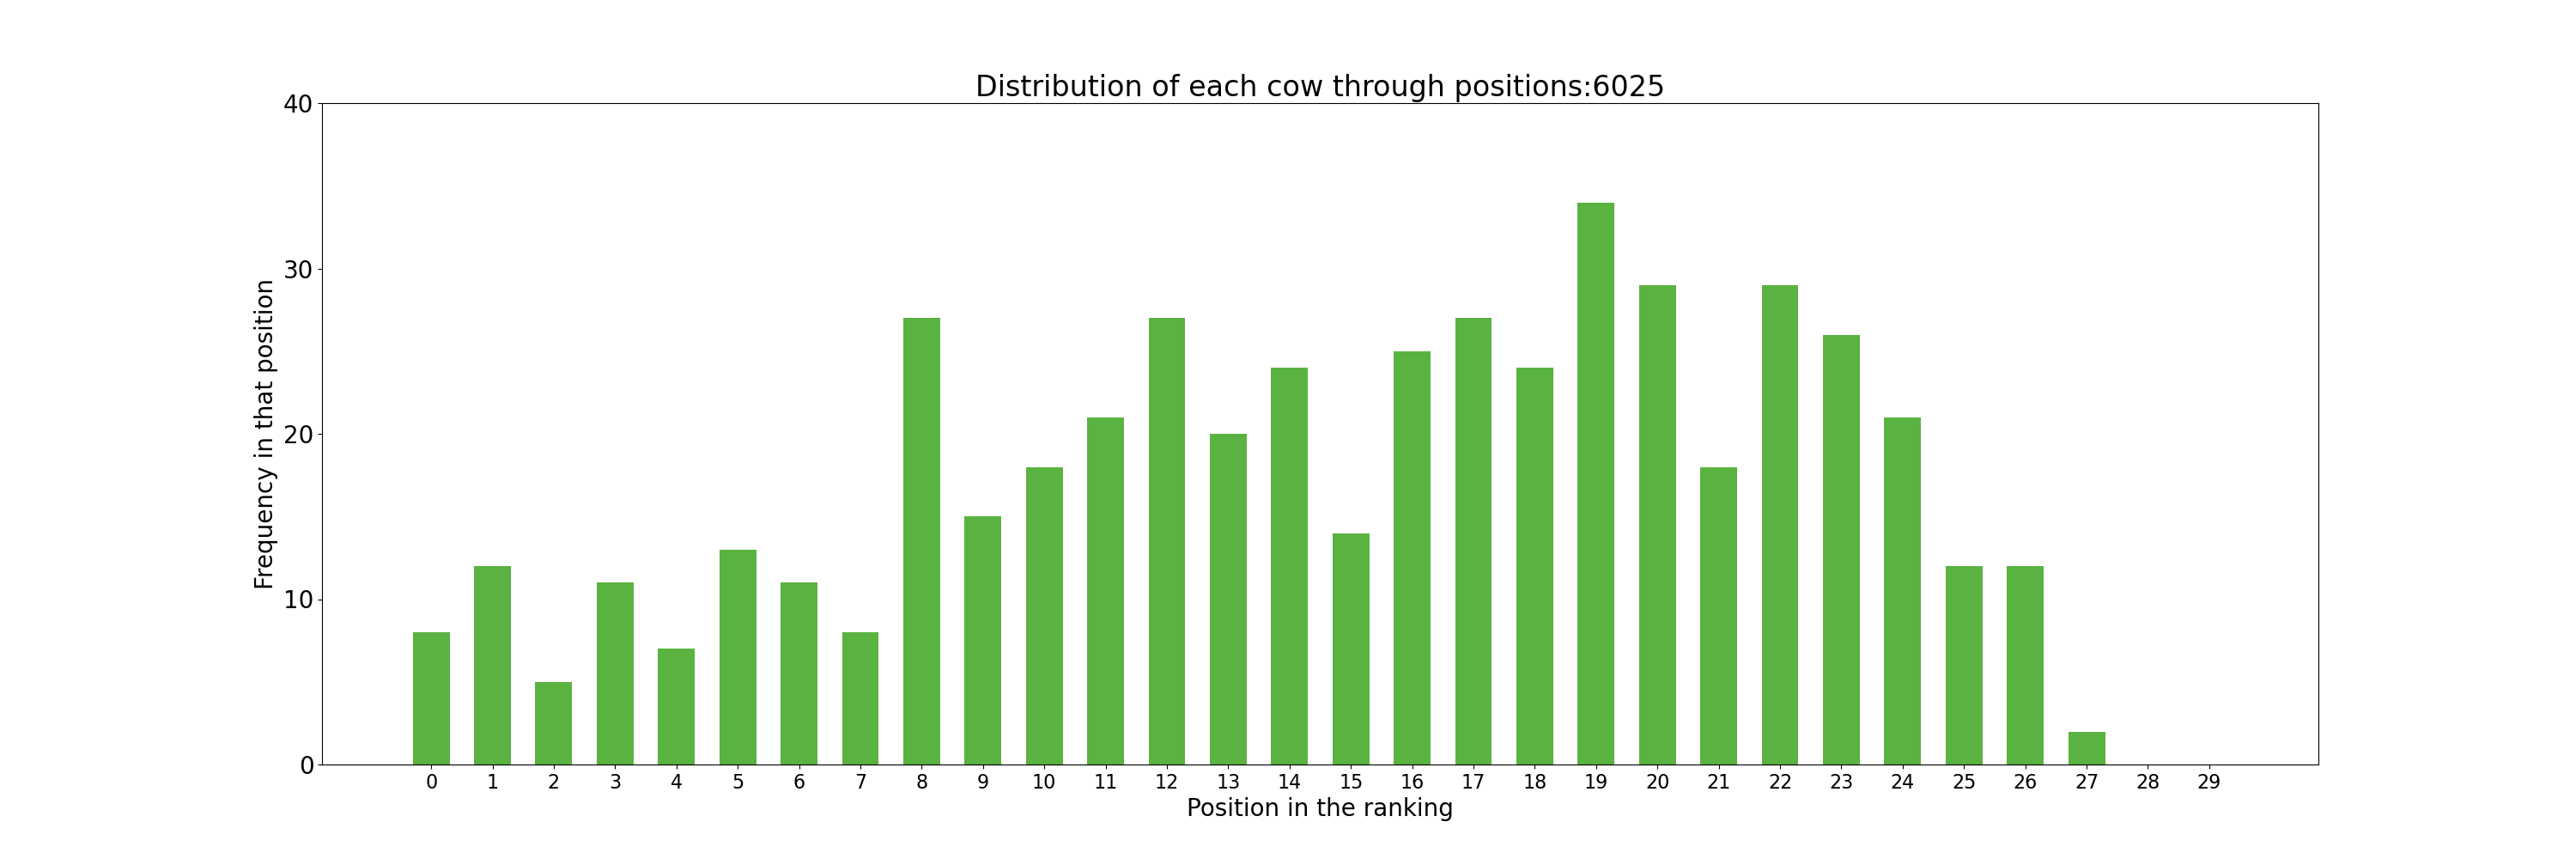 Distribution of each cow through positions:6025
40
30
20
10
0
Frequency in that position
0 1 2 3 4 5 6 7 8 9 10 11 12 13 14 15 16 17 18 19 20 21 22 23 24 25 26 27 28 29
Position in the ranking